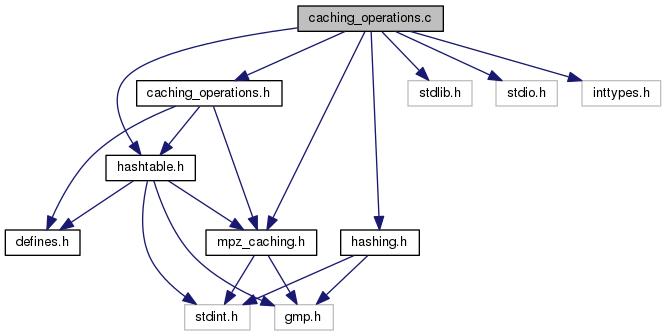 caching_operations.c
caching_operations.h
stdlib.h
stdio.h
inttypes.h
hashtable.h
defines.h
mpz_caching.h
hashing.h
stdint.h
gmp.h